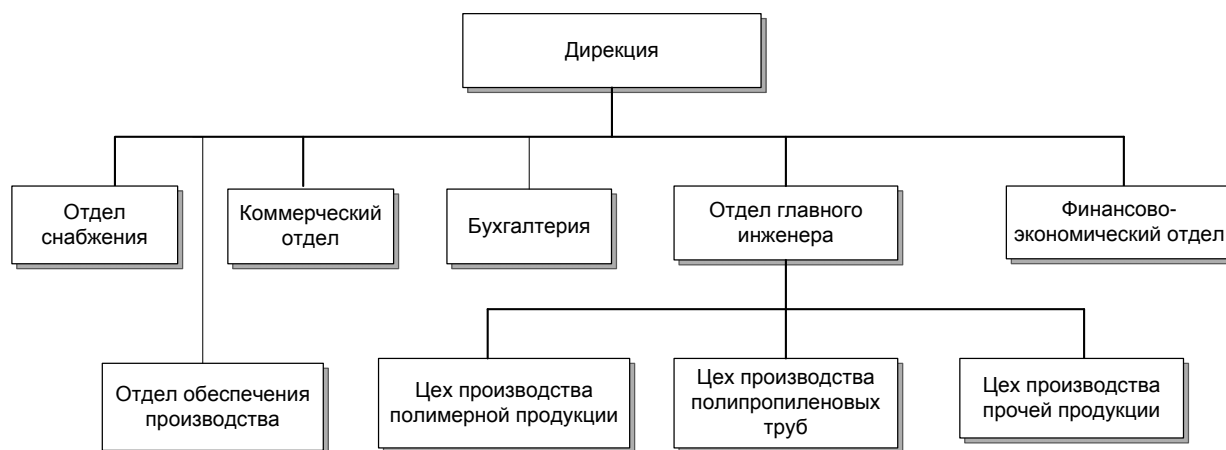 Дирекция
Отдел
снабжения
Коммерческий
отдел
Бухгалтерия
Отдел главного
инженера
Финансово-
экономический отдел
Отдел обеспечения
производства
Цех производства
полимерной продукции
Цех производства
полипропиленовых
труб
Цех производства
прочей продукции